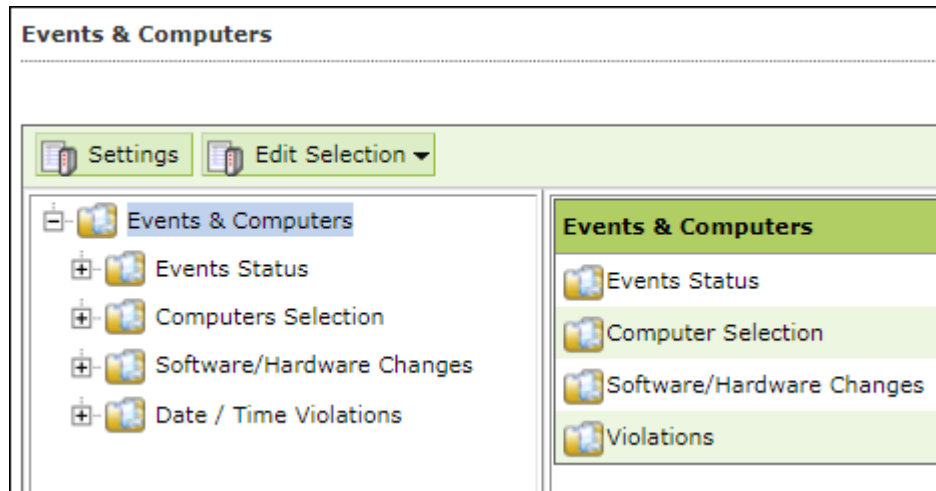 Events & Computers
Settings
Edit Selection
Events & Computers
Events Status
Computers Selection
Software/Hardware Changes
Date / Time Violations
Events & Computers
Events Status
Computer Selection
Software/Hardware Changes
Violations